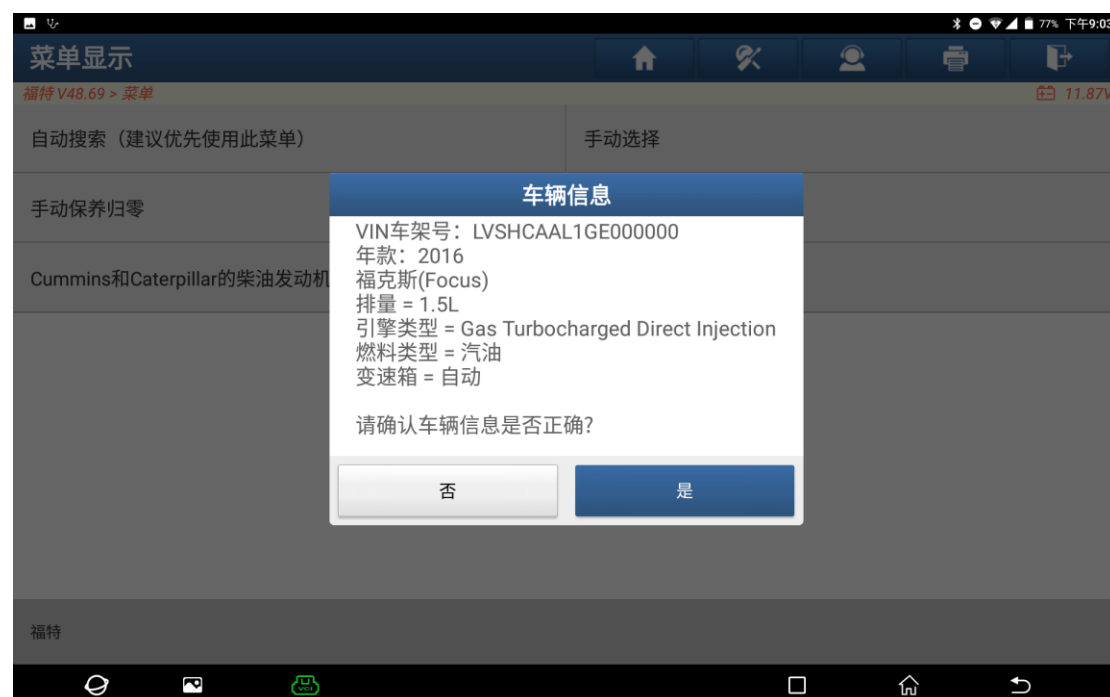 77% 下午9:03
菜单显示
福特 V48.69 > 菜单
11.87V
自动搜索（建议优先使用此菜单）
手动选择
手动保养归零
Cummins和Caterpillar的柴油发动机
车辆信息
VIN车架号：LVSHCAAL1GE000000
年款：2016
福克斯(Focus)
排量 = 1.5L
引擎类型 = Gas Turbocharged Direct Injection
燃料类型 = 汽油
变速箱 = 自动
请确认车辆信息是否正确?
否
是
福特
VCI